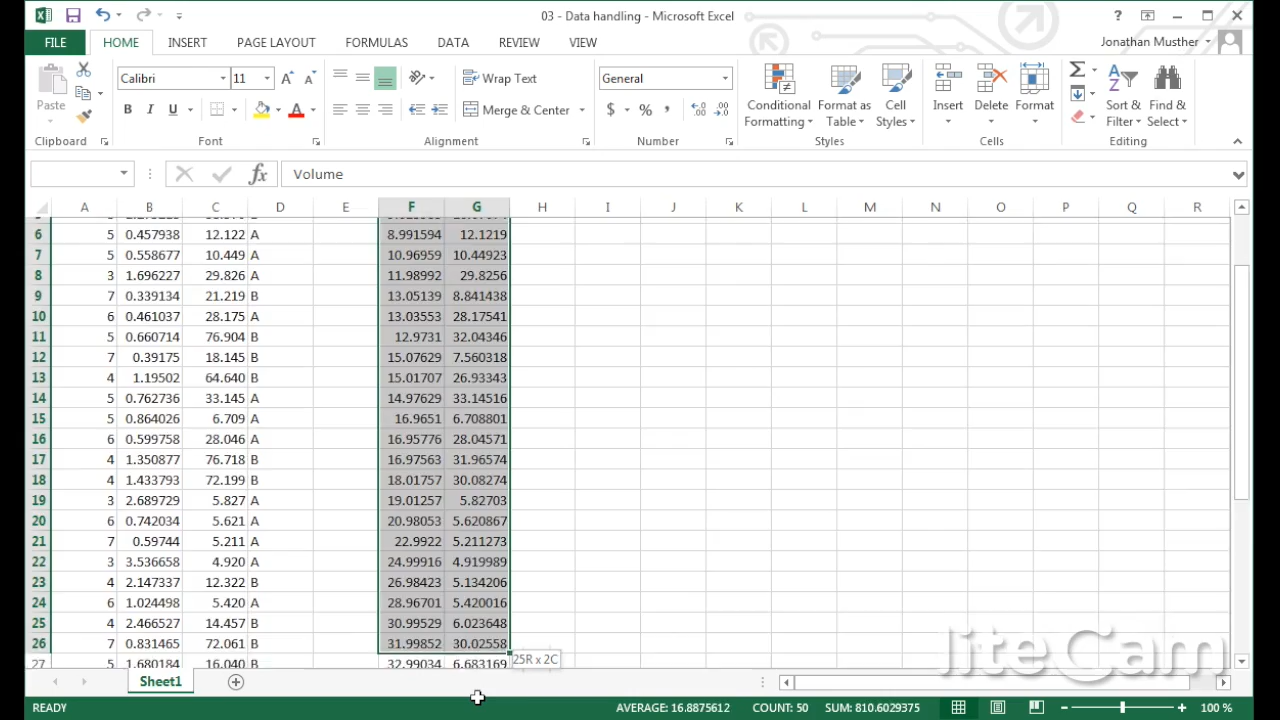 03 - Data handling - Microsoft Excel
FILE HOME INSERT PAGE LAYOUT FORMULAS DATA REVIEW VIEW Jonathan Musther
Paste Calibri 11 Wrap Text General
B I U Merge & Center $ % Conditional Formatting Format as Table Cell Styles Insert Delete Format Sort & Filter Find & Select
Clipboard Font Alignment Number Styles Cells Editing
fx Volume
A B C D E F G H I J K L M N O P Q R
6 5 0.457938 12.122 A 8.991594 12.1219
7 5 0.558677 10.449 A 10.96959 10.44923
8 3 1.696227 29.826 A 11.98992 29.8256
9 7 0.339134 21.219 B 13.05139 8.841438
10 6 0.461037 28.175 A 13.03553 28.17541
11 5 0.660714 76.904 B 12.9731 32.04346
12 7 0.39175 18.145 B 15.07629 7.560318
13 4 1.19502 64.640 B 15.01707 26.93343
14 5 0.762736 33.145 A 14.97629 33.14516
15 5 0.864026 6.709 A 16.9651 6.708801
16 6 0.599758 28.046 A 16.95776 28.04571
17 4 1.350877 76.718 B 16.97563 31.96574
18 4 1.433793 72.199 B 18.01757 30.08274
19 3 2.689729 5.827 A 19.01257 5.82703
20 6 0.742034 5.621 A 20.98053 5.620867
21 7 0.59744 5.211 A 22.9922 5.211273
22 3 3.536658 4.920 A 24.99916 4.919989
23 4 2.147337 12.322 B 26.98423 5.134206
24 6 1.024498 5.420 A 28.96701 5.420016
25 4 2.466527 14.457 B 30.99529 6.023648
26 7 0.831465 72.061 B 31.99852 30.02558
27 5 1.680184 16.040 B 32.99034 6.683169
25R x 2C
liteCam
Sheet1
READY AVERAGE: 16.8875612 COUNT: 50 SUM: 810.6029375 100 %